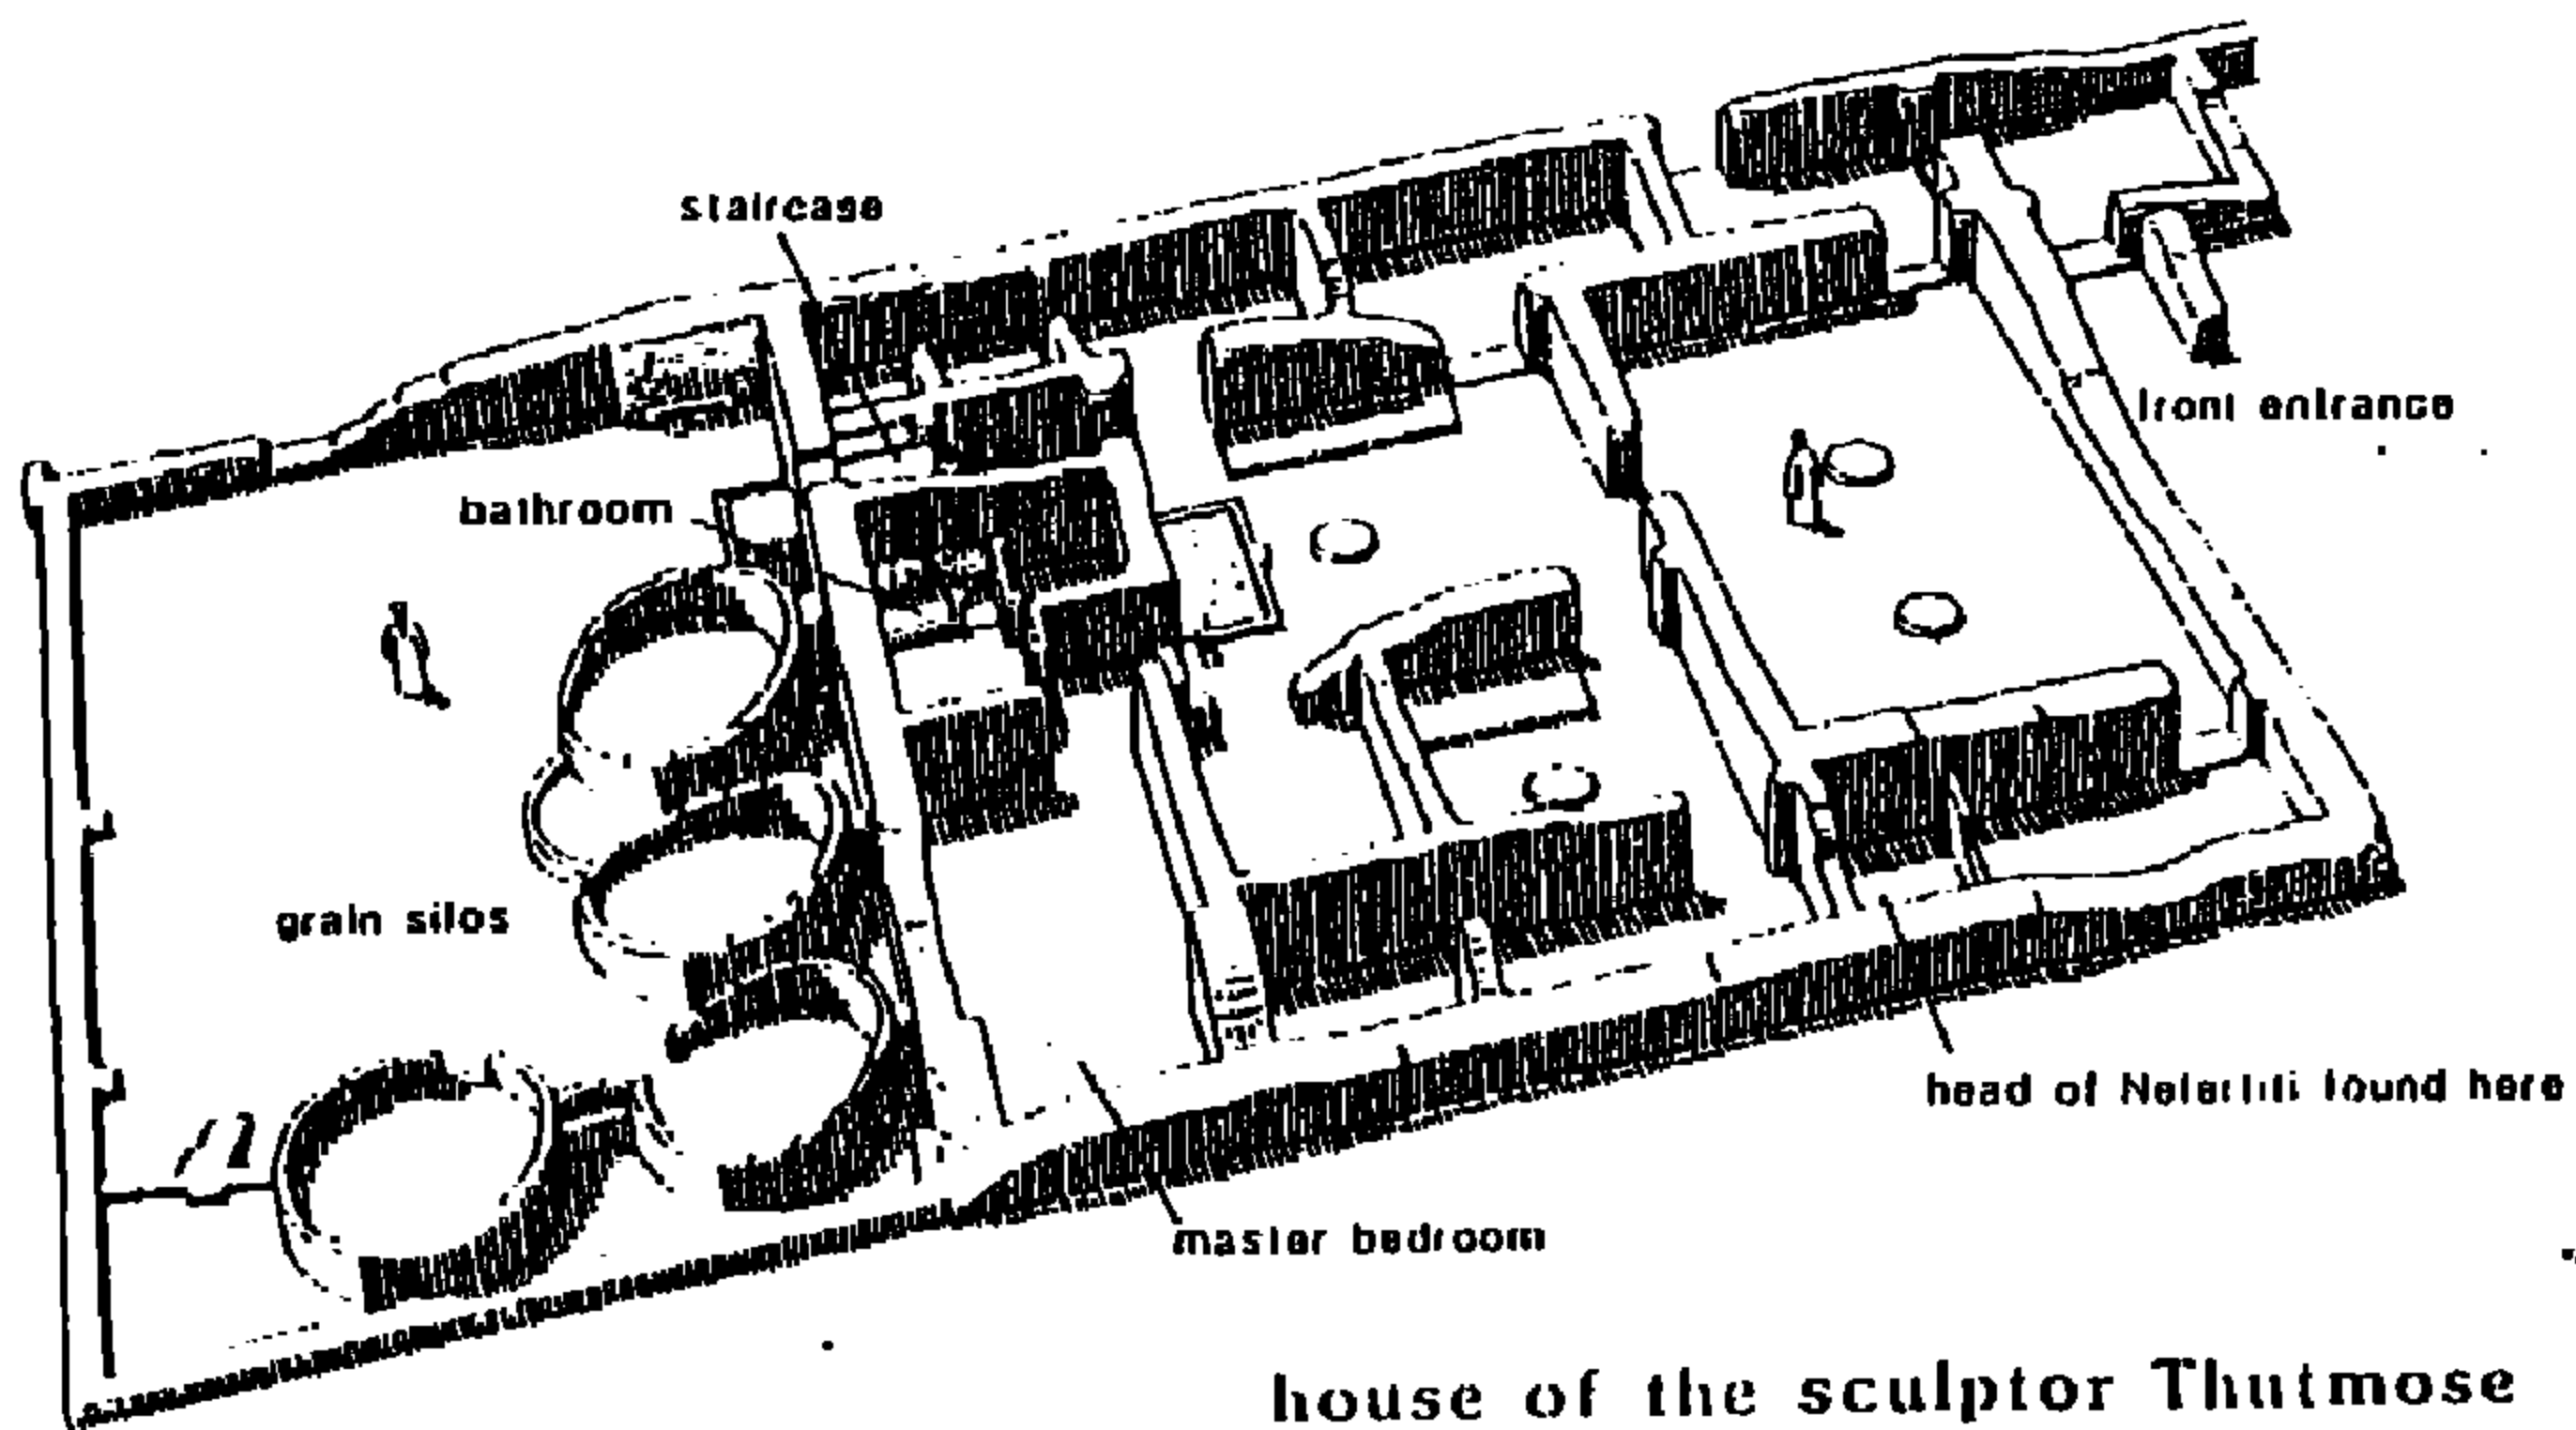 staircase
front entrance
bathroom
grain silos
head of Nefertiti found here
master bedroom
house of the sculptor Thutmose